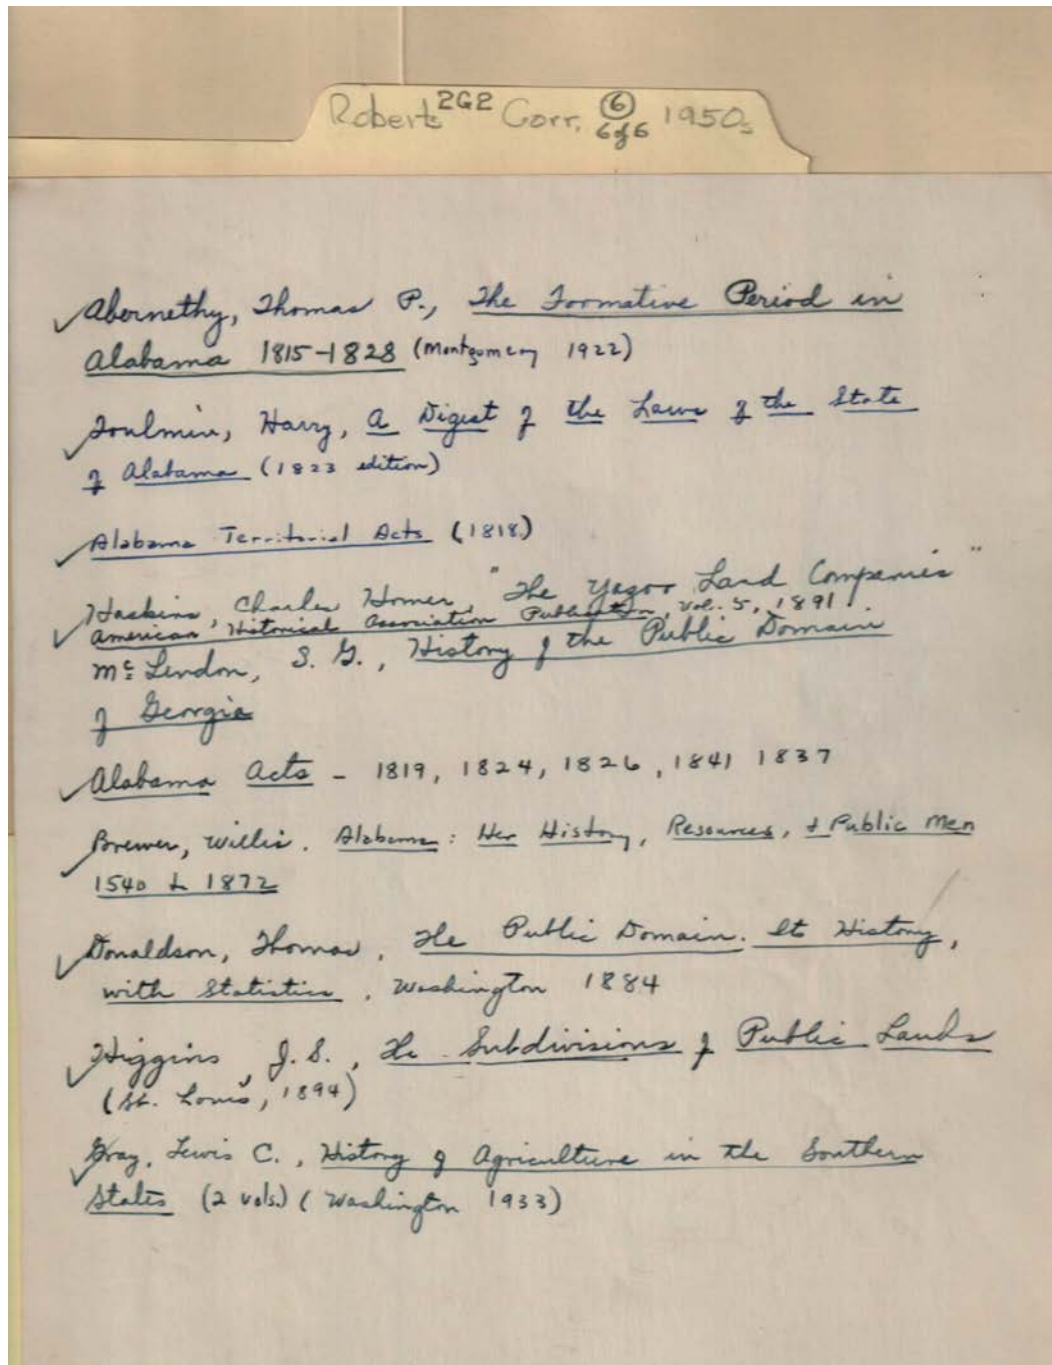 Roberts 2G2 Corr. 6 6 of 6 1950s
Abernethy, Thomas P., The Formative Period in
Alabama 1815-1828 (Montgomery 1922)
Toulmin, Harry, A Digest of the Laws of the State
of Alabama (1823 edition)
Alabama Territorial Acts (1818)
Haskins, Charles Homer, "The Yazoo Land Companies"
American Historical Association Publication, Vol. 5, 1891.
McLendon, S. G., History of the Public Domain
of Georgia
Alabama Acts - 1819, 1824, 1826, 1841 1837
Brewer, Willis. Alabama: Her History, Resources, + Public Men
1540 to 1872
Donaldson, Thomas, The Public Domain. Its History,
with Statistics, Washington 1884
Higgins, J. S., The Subdivisions of Public Lands
(St. Louis, 1894)
Gray, Lewis C., History of Agriculture in the Southern
States (2 vols.) (Washington 1933)